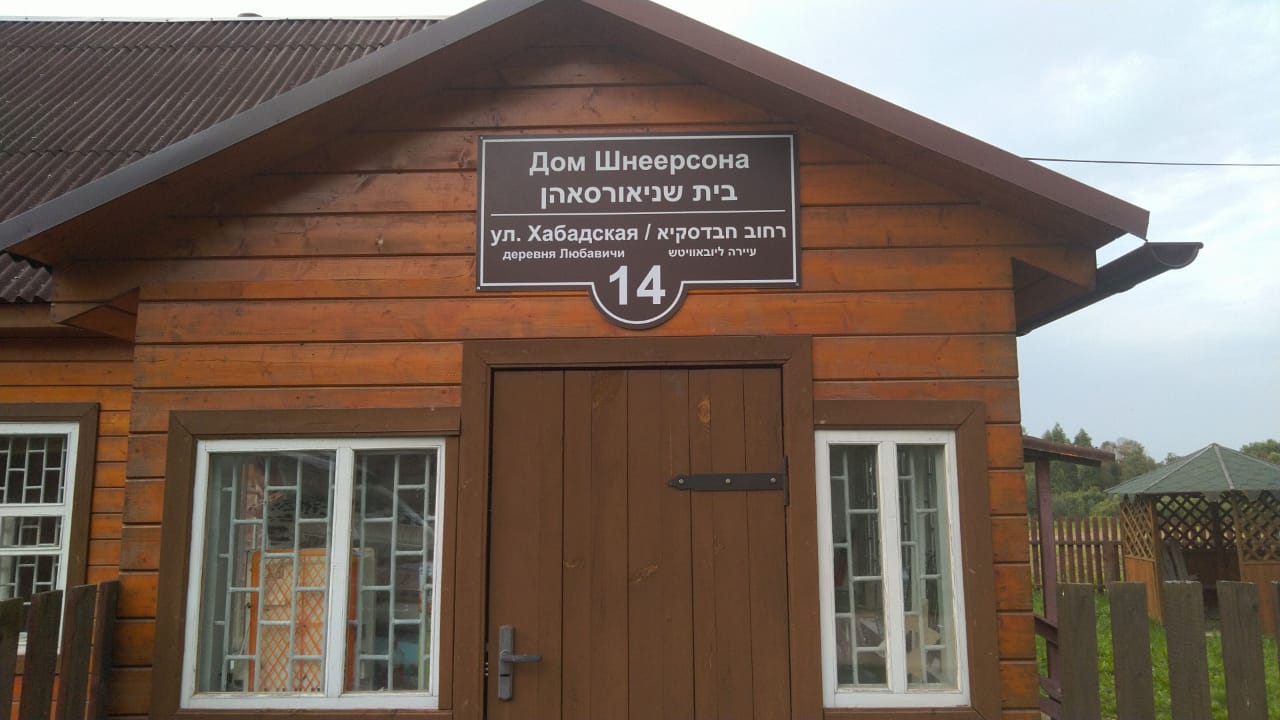 Дом Шнеерсона
בית שניאורסאהן
ул. Хабадская / רחוב חבדסקיא
деревня Любавичи עיירה ליובאוויטש
14